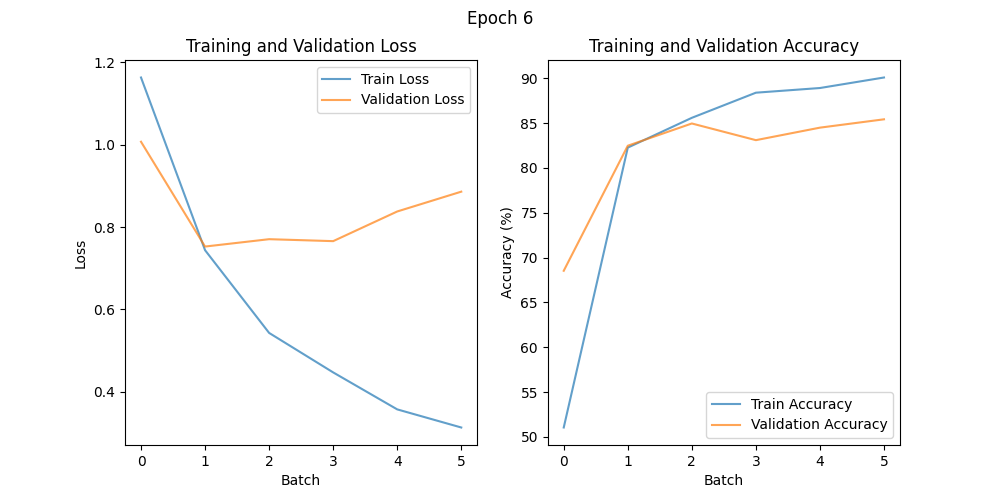 Epoch 6
Training and Validation Loss
1.2
1.0
0.8
0.6
0.4
Loss
Train Loss
Validation Loss
0 1 2 3 4 5
Batch
Training and Validation Accuracy
90
85
80
75
70
65
60
55
50
Accuracy (%)
Train Accuracy
Validation Accuracy
0 1 2 3 4 5
Batch